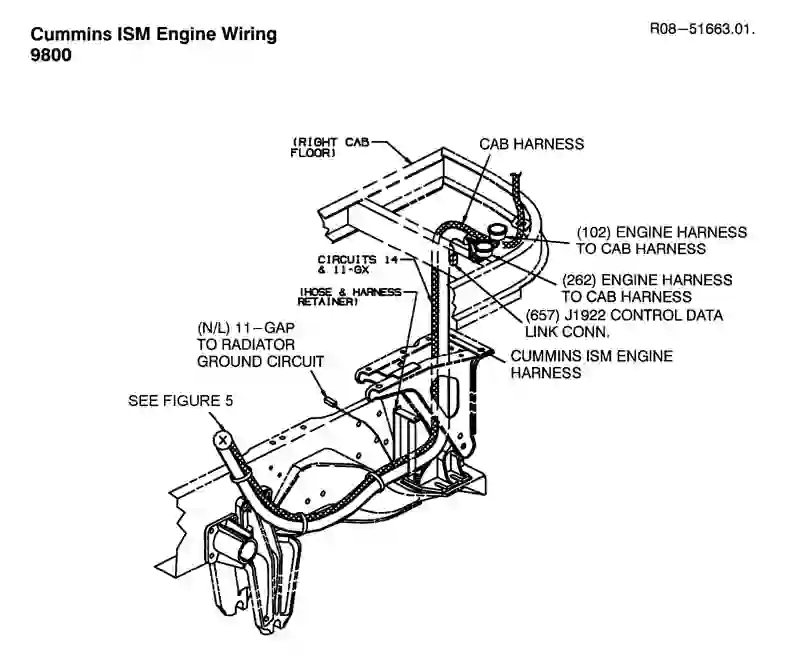 Cummins ISM Engine Wiring
9800
R08-51663.01.
(RIGHT CAB
FLOOR)
CAB HARNESS
(102) ENGINE HARNESS
TO CAB HARNESS
CIRCUITS 14
& 11-GX
(262) ENGINE HARNESS
TO CAB HARNESS
(HOSE & HARNESS
RETAINER)
(657) J1922 CONTROL DATA
LINK CONN.
(N/L) 11-GAP
TO RADIATOR
GROUND CIRCUIT
CUMMINS ISM ENGINE
HARNESS
SEE FIGURE 5